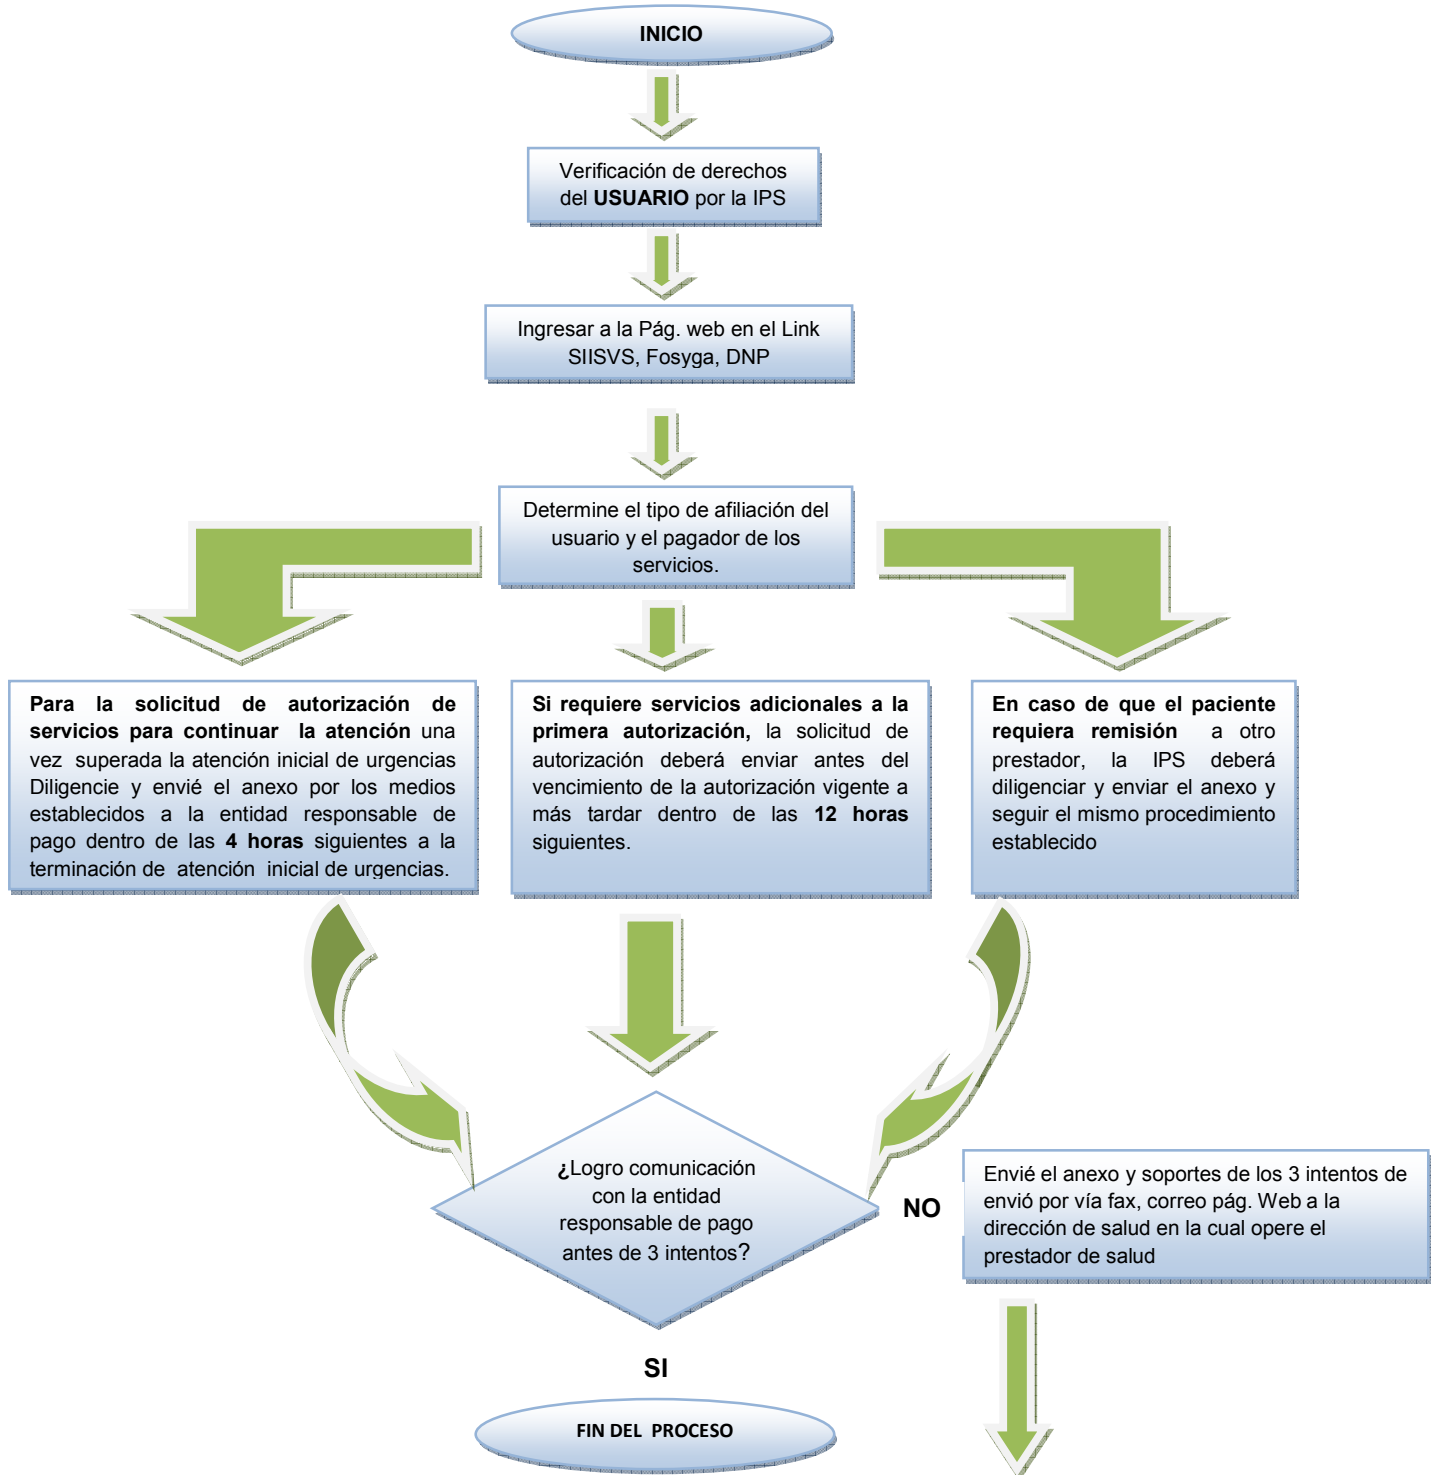 INICIO
Verificación de derechos
del USUARIO por la IPS
Ingresar a la Pág. web en el Link
SIISVS, Fosyga, DNP
Determine el tipo de afiliación del
usuario y el pagador de los
servicios.
Para la solicitud de autorización de
servicios para continuar la atención una
vez superada la atención inicial de urgencias
Diligencie y envié el anexo por los medios
establecidos a la entidad responsable de
pago dentro de las 4 horas siguientes a la
terminación de atención inicial de urgencias.
Si requiere servicios adicionales a la
primera autorización, la solicitud de
autorización deberá enviar antes del
vencimiento de la autorización vigente a
más tardar dentro de las 12 horas
siguientes.
En caso de que el paciente
requiera remisión a otro
prestador, la IPS deberá
diligenciar y enviar el anexo y
seguir el mismo procedimiento
establecido
¿Logro comunicación
con la entidad
responsable de pago
antes de 3 intentos?
NO
Envié el anexo y soportes de los 3 intentos de
envió por vía fax, correo pág. Web a la
dirección de salud en la cual opere el
prestador de salud
SI
FIN DEL PROCESO